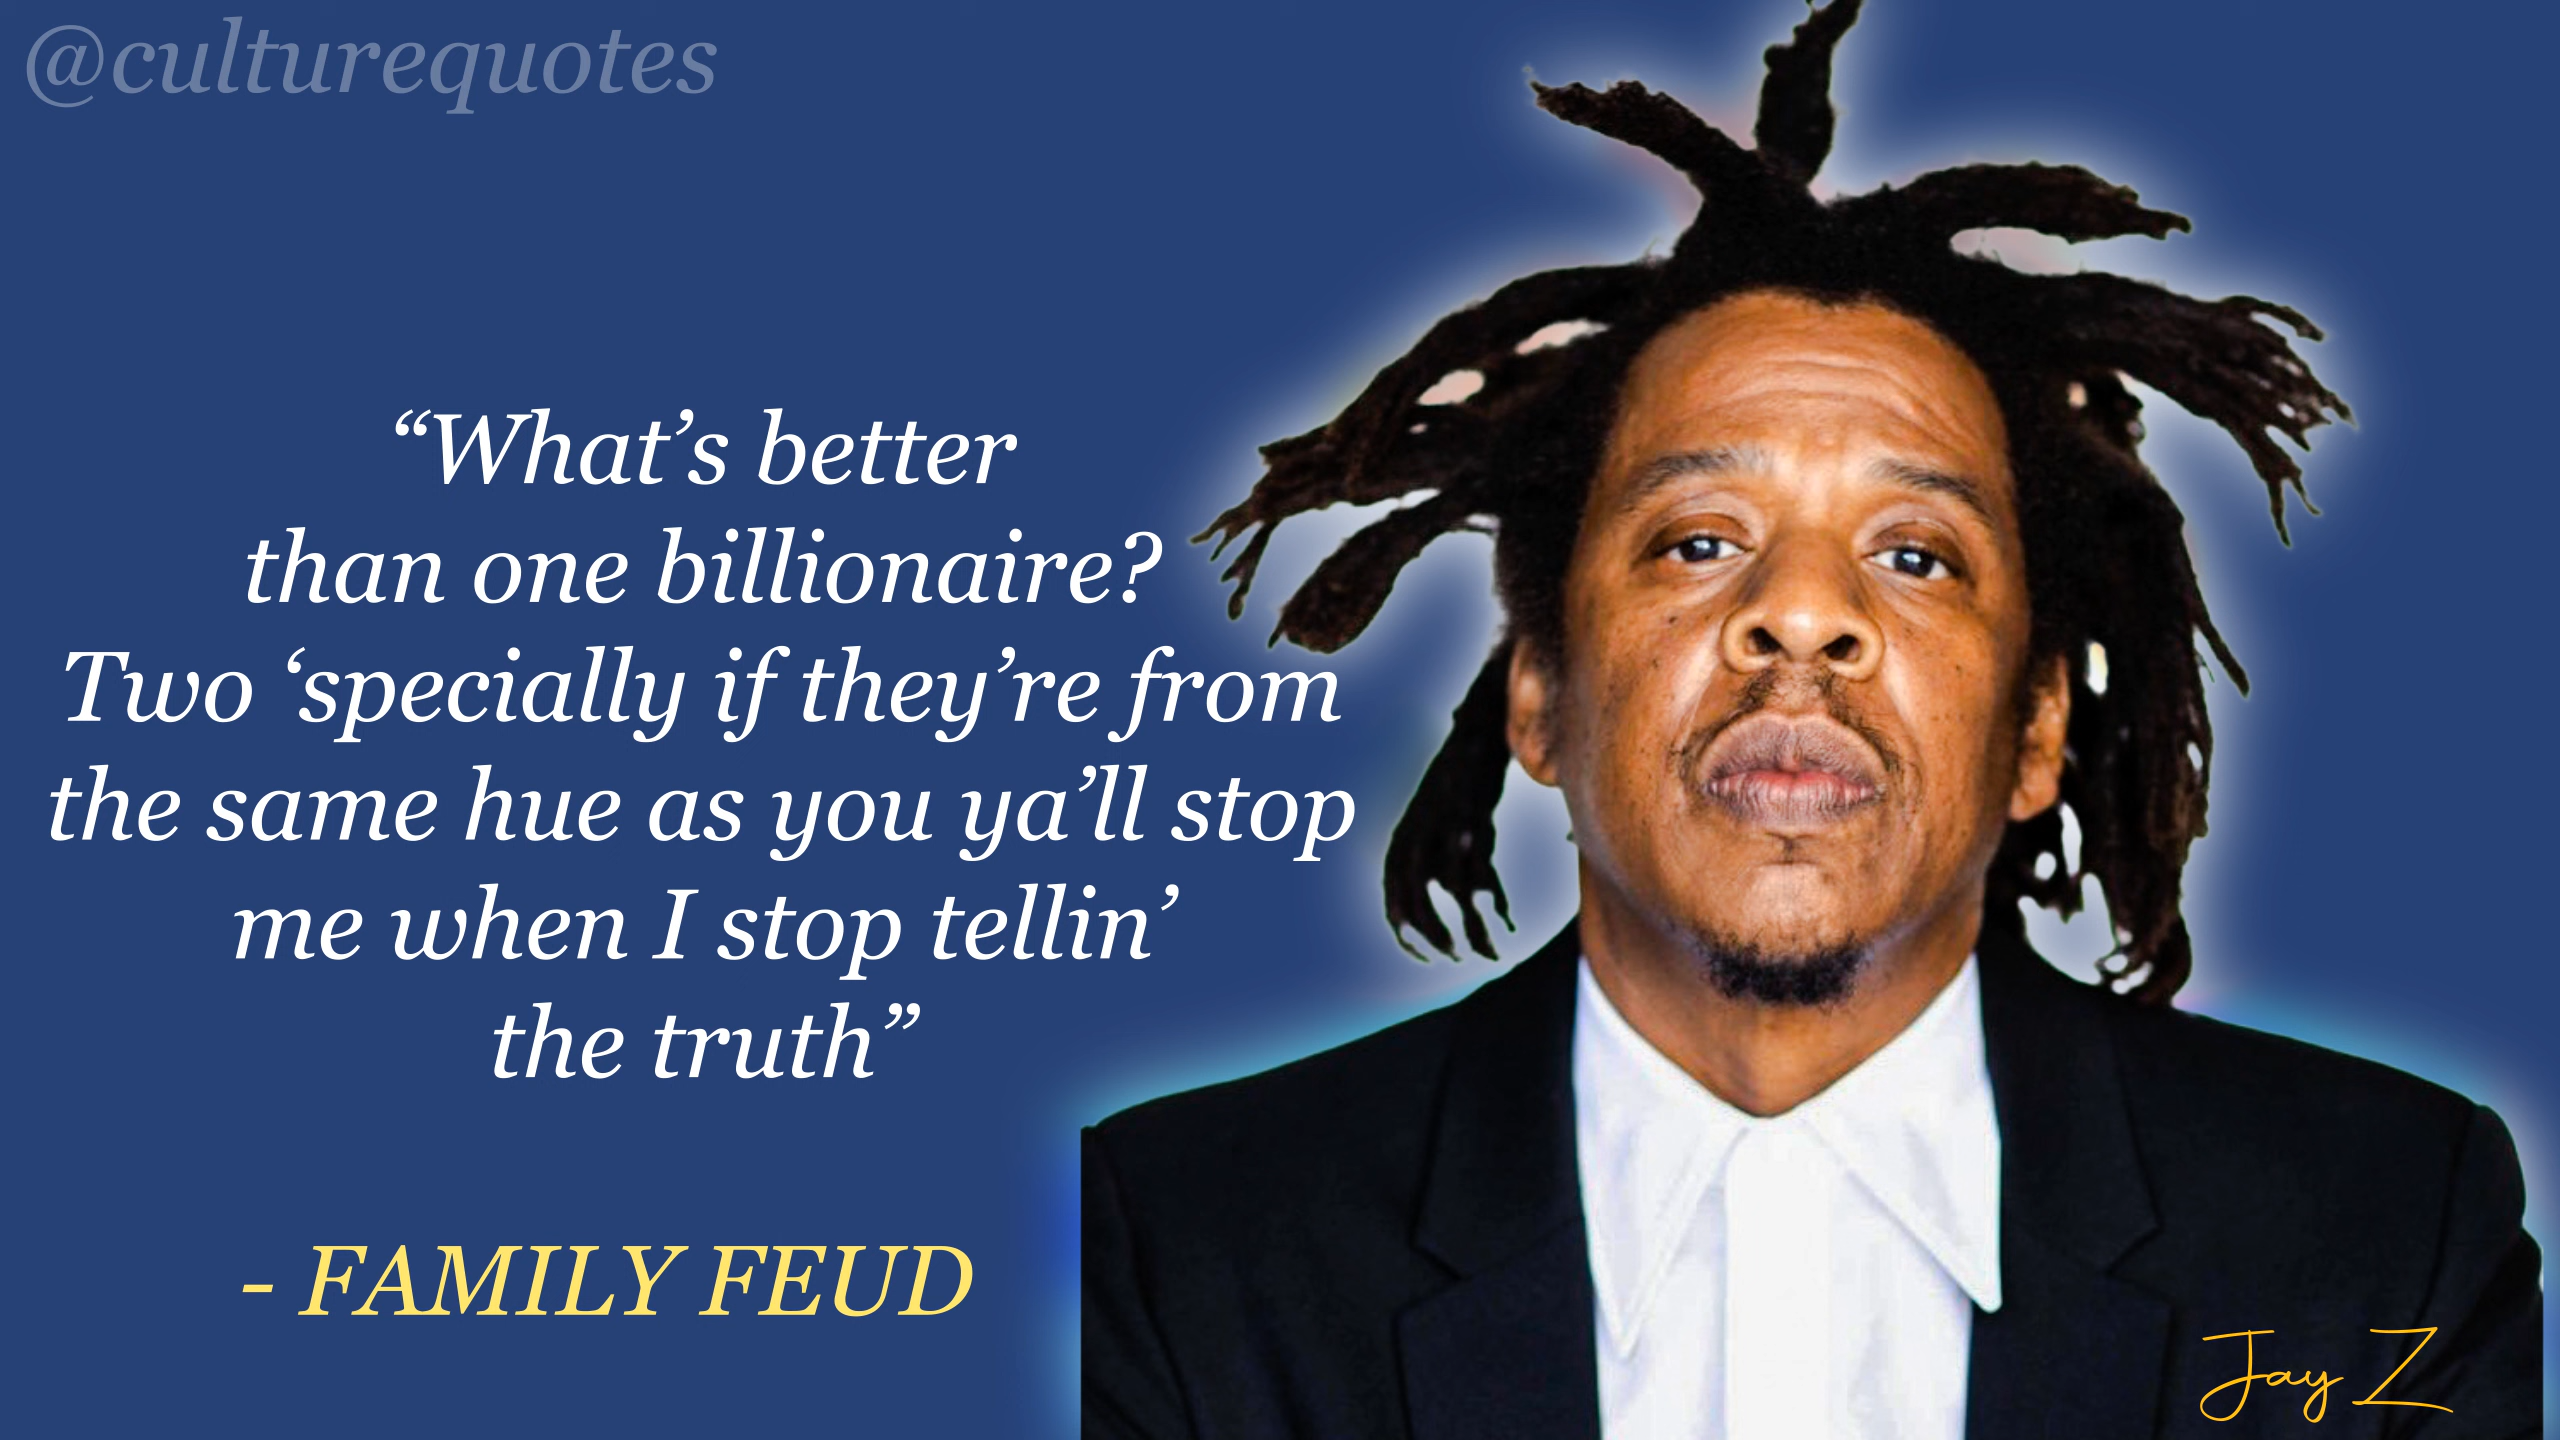 @culturequotes
“What’s better
than one billionaire?
Two ‘specially if they’re from
the same hue as you ya’ll stop
me when I stop tellin’
the truth”
- FAMILY FEUD
Jay Z